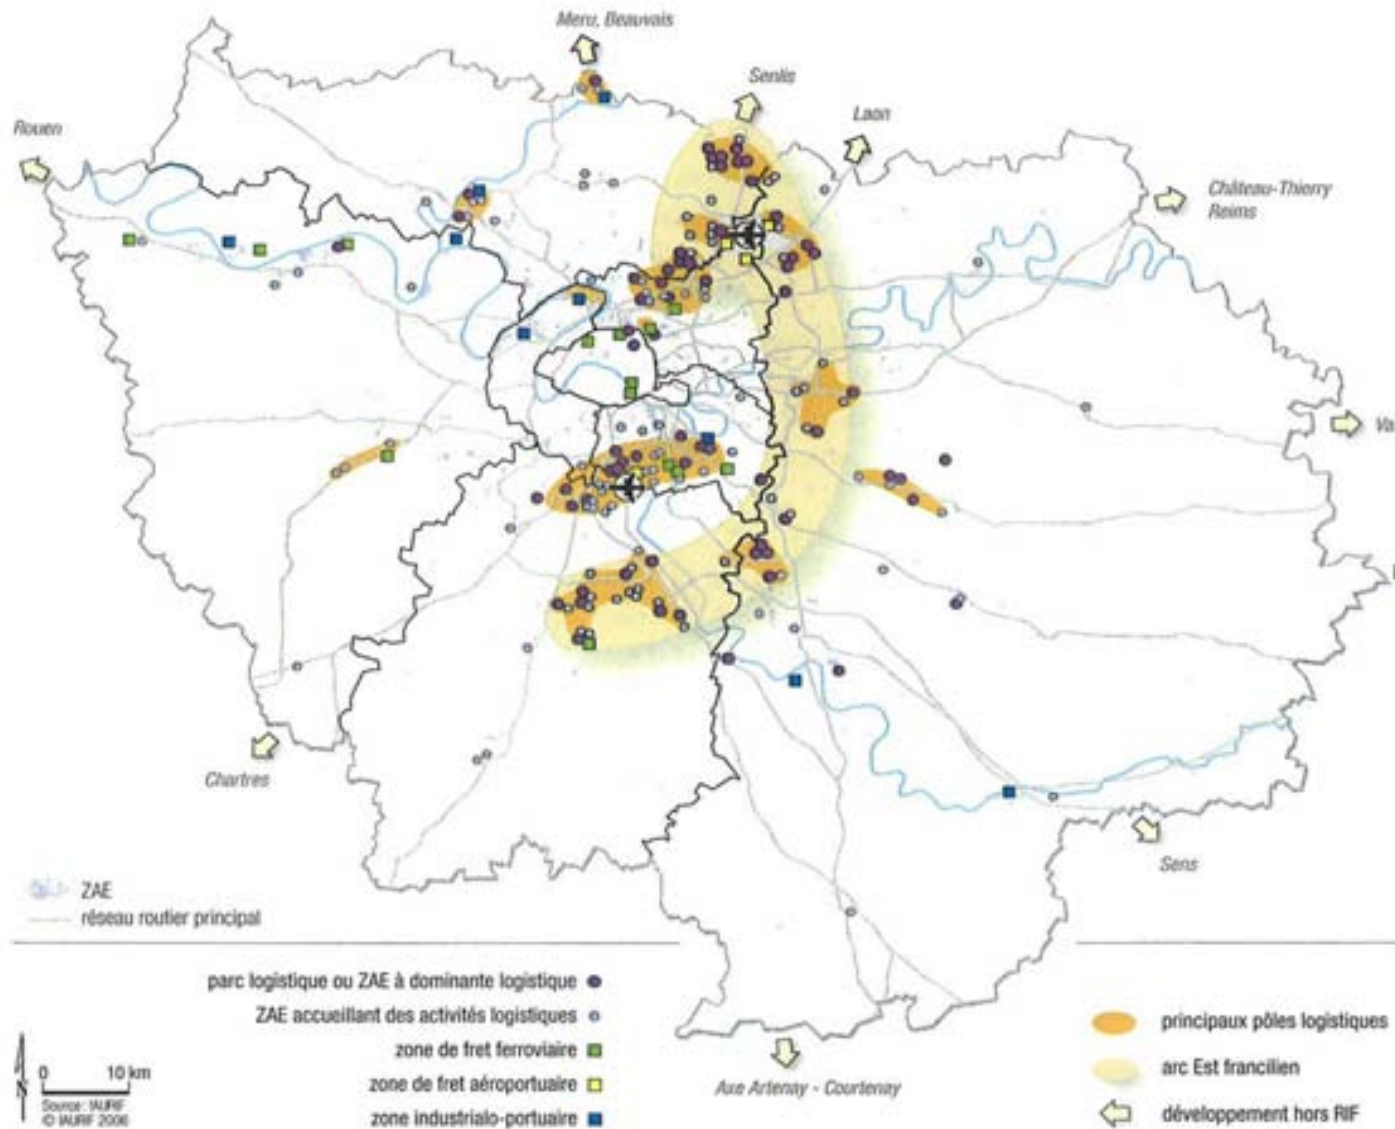 Meru, Beauvais
Senlis
Laon
Rouen
Château-Thierry
Reims
Va
Chartres
Sens
ZAE
réseau routier principal
parc logistique ou ZAE à dominante logistique
ZAE accueillant des activités logistiques
zone de fret ferroviaire
zone de fret aéroportuaire
zone industrialo-portuaire
N
0 10 km
Source: IAURIF
© IAURIF 2006
Axe Artenay - Courtenay
principaux pôles logistiques
arc Est francilien
développement hors RIF